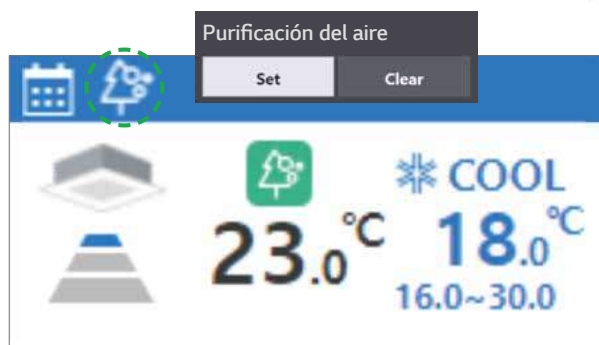 Purificación del aire
Set Clear
COOL
23.0°C 18.0°C
16.0~30.0